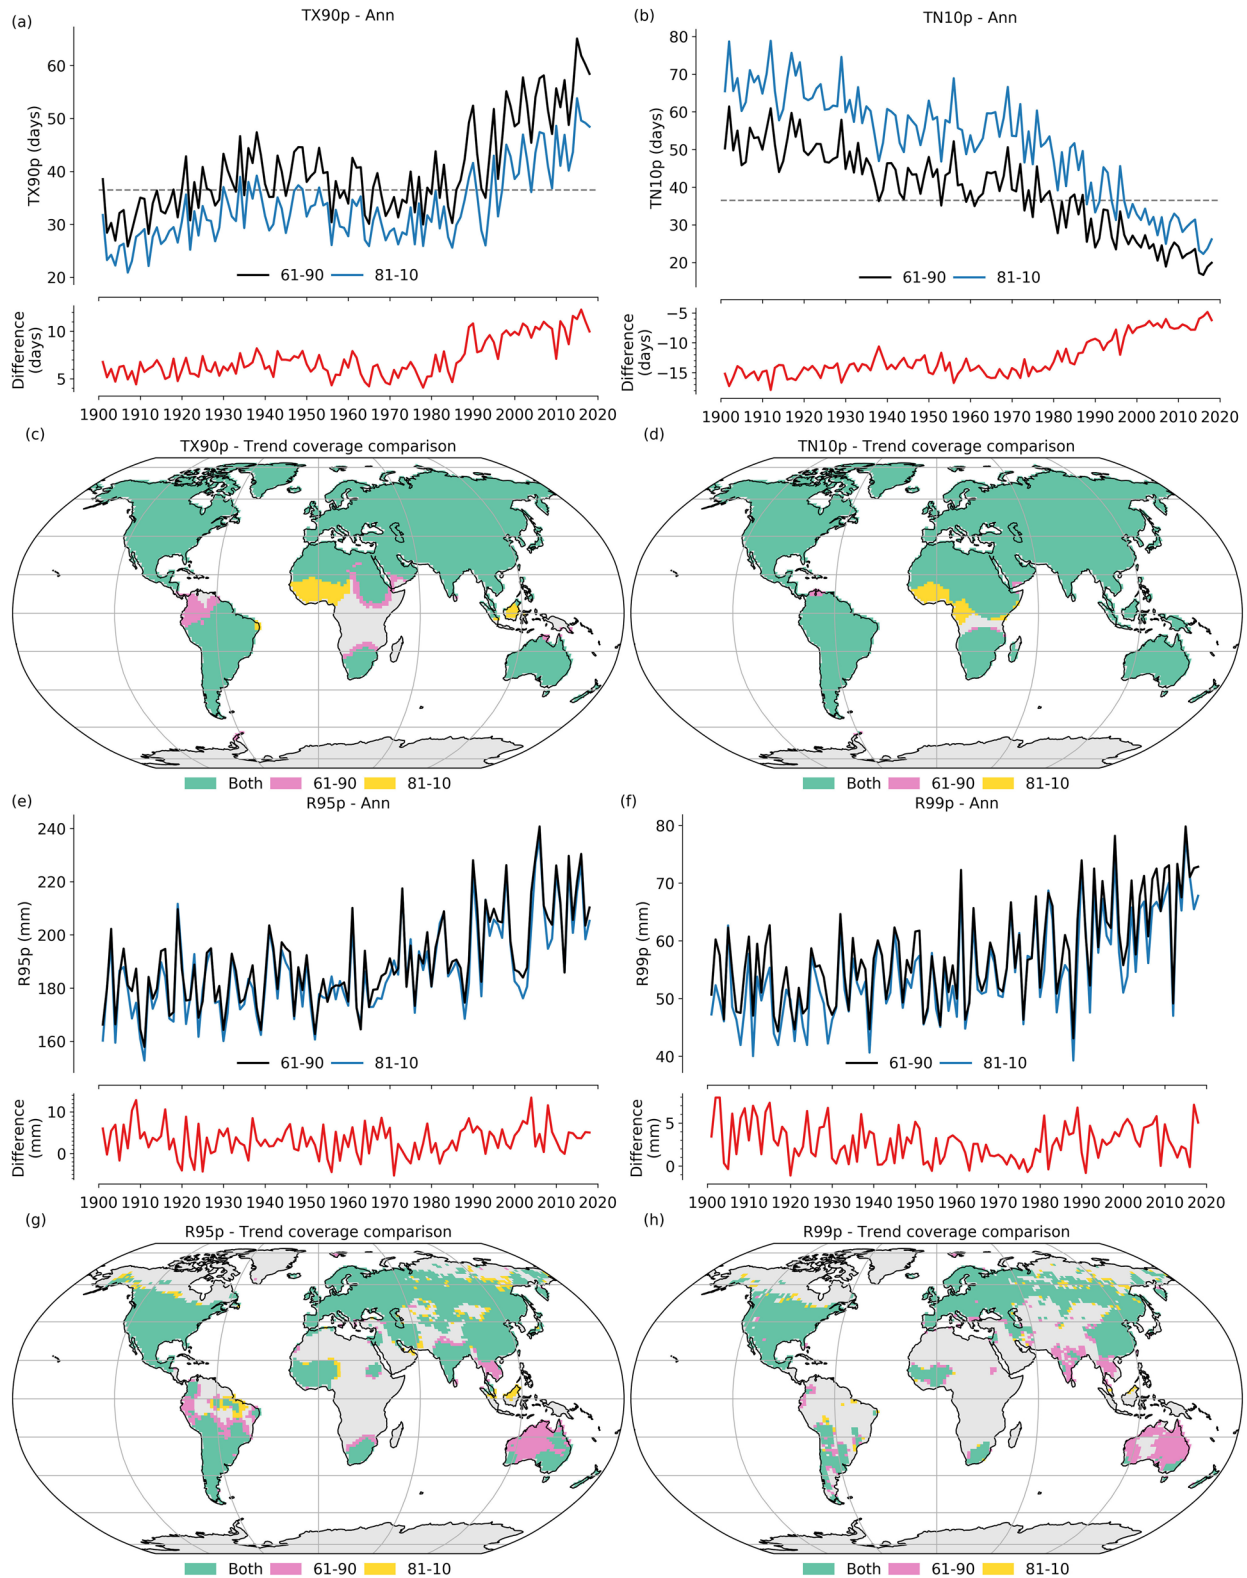 (a)
TX90p - Ann
TX90p (days)
60
50
40
30
20
61-90
81-10
Difference
(days)
10
5
1900 1910 1920 1930 1940 1950 1960 1970 1980 1990 2000 2010 2020
(b)
TN10p - Ann
TN10p (days)
80
70
60
50
40
30
20
61-90
81-10
Difference
(days)
−5
−10
−15
1900 1910 1920 1930 1940 1950 1960 1970 1980 1990 2000 2010 2020
(c)
TX90p - Trend coverage comparison
Both
61-90
81-10
(d)
TN10p - Trend coverage comparison
Both
61-90
81-10
(e)
R95p - Ann
R95p (mm)
240
220
200
180
160
61-90
81-10
Difference
(mm)
10
0
1900 1910 1920 1930 1940 1950 1960 1970 1980 1990 2000 2010 2020
(f)
R99p - Ann
R99p (mm)
80
70
60
50
40
61-90
81-10
Difference
(mm)
5
0
1900 1910 1920 1930 1940 1950 1960 1970 1980 1990 2000 2010 2020
(g)
R95p - Trend coverage comparison
Both
61-90
81-10
(h)
R99p - Trend coverage comparison
Both
61-90
81-10